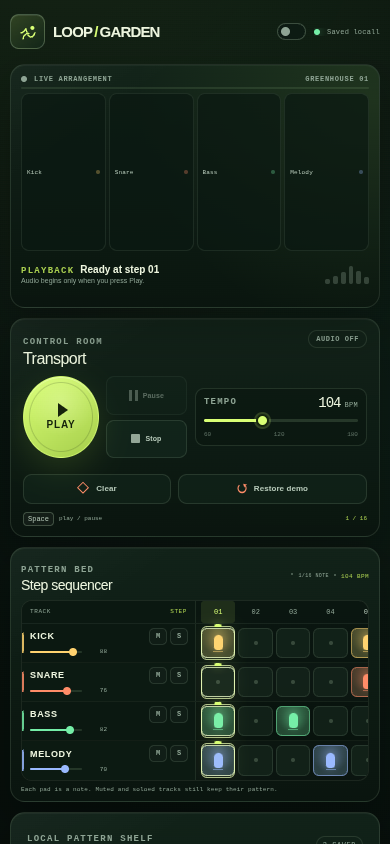 LOOP/GARDEN
Saved locall
LIVE ARRANGEMENT
GREENHOUSE 01
Kick
Snare
Bass
Melody
PLAYBACK Ready at step 01
Audio begins only when you press Play.
CONTROL ROOM
AUDIO OFF
Transport
PLAY
Pause
Stop
TEMPO
104 BPM
60
120
180
Clear
Restore demo
Space play / pause
1 / 16
PATTERN BED
Step sequencer
1/16 NOTE • 104 BPM
TRACK
STEP
01
02
03
04
KICK
M
S
88
SNARE
M
S
76
BASS
M
S
82
MELODY
M
S
70
Each pad is a note. Muted and soloed tracks still keep their pattern.
LOCAL PATTERN SHELF